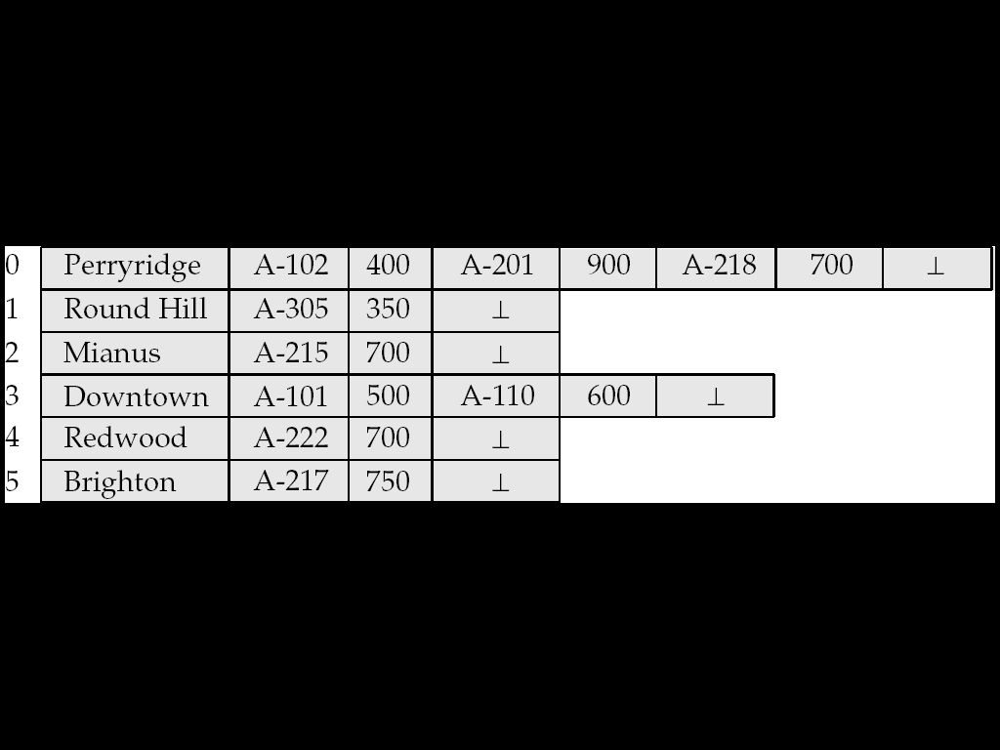 0 Perryridge A-102 400 A-201 900 A-218 700 ⊥
1 Round Hill A-305 350 ⊥
2 Mianus A-215 700 ⊥
3 Downtown A-101 500 A-110 600 ⊥
4 Redwood A-222 700 ⊥
5 Brighton A-217 750 ⊥